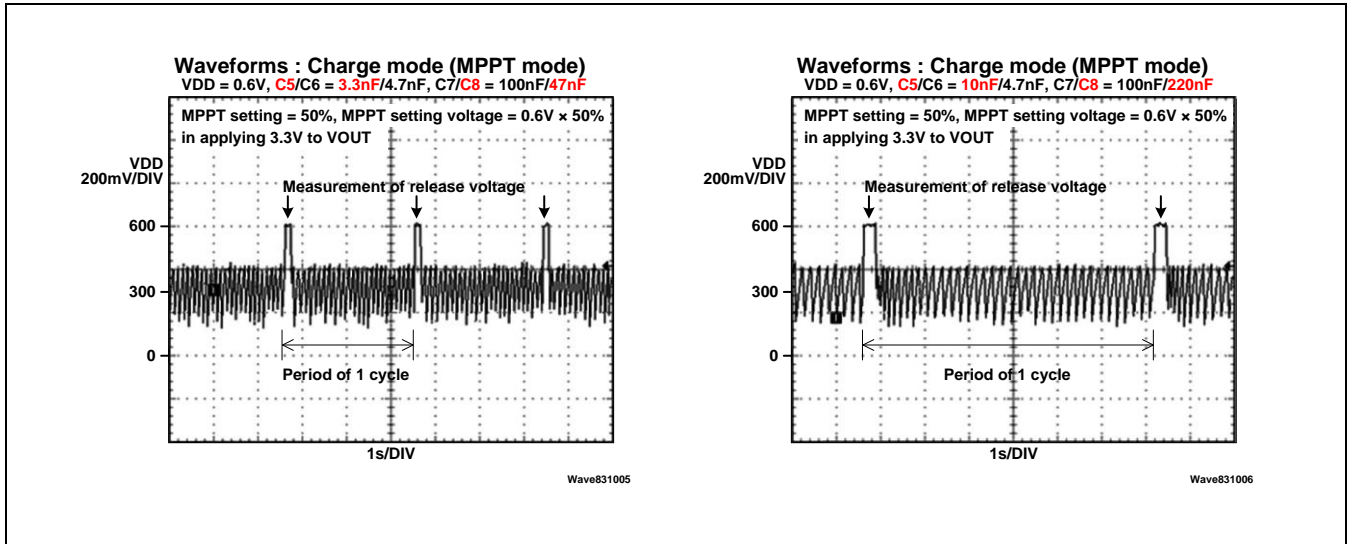 Waveforms : Charge mode (MPPT mode)
VDD = 0.6V, C5/C6 = 3.3nF/4.7nF, C7/C8 = 100nF/47nF
MPPT setting = 50%, MPPT setting voltage = 0.6V × 50%
in applying 3.3V to VOUT
VDD
200mV/DIV
Measurement of release voltage
600
300
0
Period of 1 cycle
1s/DIV
Wave831005
Waveforms : Charge mode (MPPT mode)
VDD = 0.6V, C5/C6 = 10nF/4.7nF, C7/C8 = 100nF/220nF
MPPT setting = 50%, MPPT setting voltage = 0.6V × 50%
in applying 3.3V to VOUT
VDD
200mV/DIV
Measurement of release voltage
600
300
0
Period of 1 cycle
1s/DIV
Wave831006